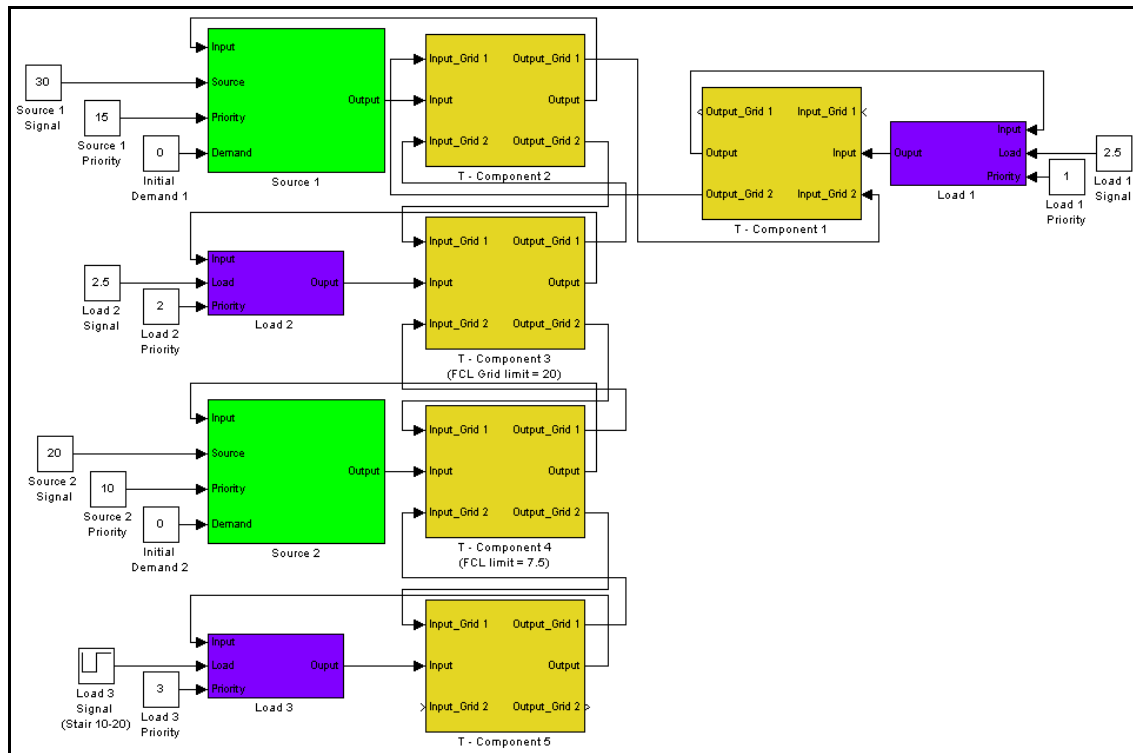 Input
Source
Priority
Demand
Output
Source 1
30
Source 1
Signal
15
Source 1
Priority
0
Initial
Demand 1
Input_Grid 1
Input
Input_Grid 2
Output_Grid 1
Output
Output_Grid 2
T - Component 2
Output_Grid 1
Output
Output_Grid 2
Input_Grid 1
Input
Input_Grid 2
T - Component 1
Input
Load
Priority
Ouput
Load 1
2.5
Load 1
Signal
1
Load 1
Priority
Input
Load
Priority
Ouput
Load 2
2.5
Load 2
Signal
2
Load 2
Priority
Input_Grid 1
Input
Input_Grid 2
Output_Grid 1
Output
Output_Grid 2
T - Component 3
(FCL Grid limit = 20)
Input
Source
Priority
Demand
Output
Source 2
20
Source 2
Signal
10
Source 2
Priority
0
Initial
Demand 2
Input_Grid 1
Input
Input_Grid 2
Output_Grid 1
Output
Output_Grid 2
T - Component 4
(FCL limit = 7.5)
Input
Load
Priority
Ouput
Load 3
Load 3
Signal
(Stair 10-20)
3
Load 3
Priority
Input_Grid 1
Input
Input_Grid 2
Output_Grid 1
Output
Output_Grid 2
T - Component 5